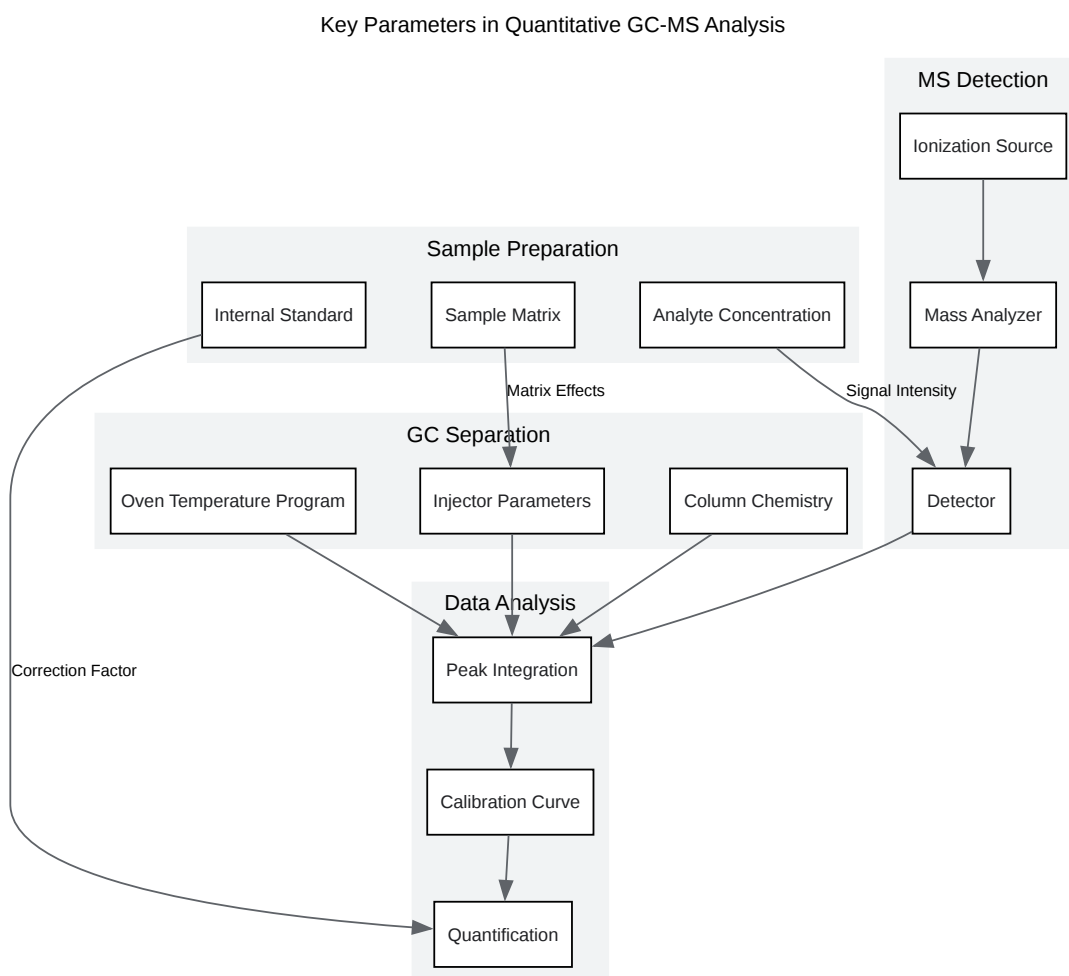 Key Parameters in Quantitative GC-MS Analysis
MS Detection
Ionization Source
Sample Preparation
Internal Standard
Sample Matrix
Analyte Concentration
Mass Analyzer
Matrix Effects
Signal Intensity
GC Separation
Oven Temperature Program
Injector Parameters
Column Chemistry
Detector
Data Analysis
Peak Integration
Correction Factor
Calibration Curve
Quantification